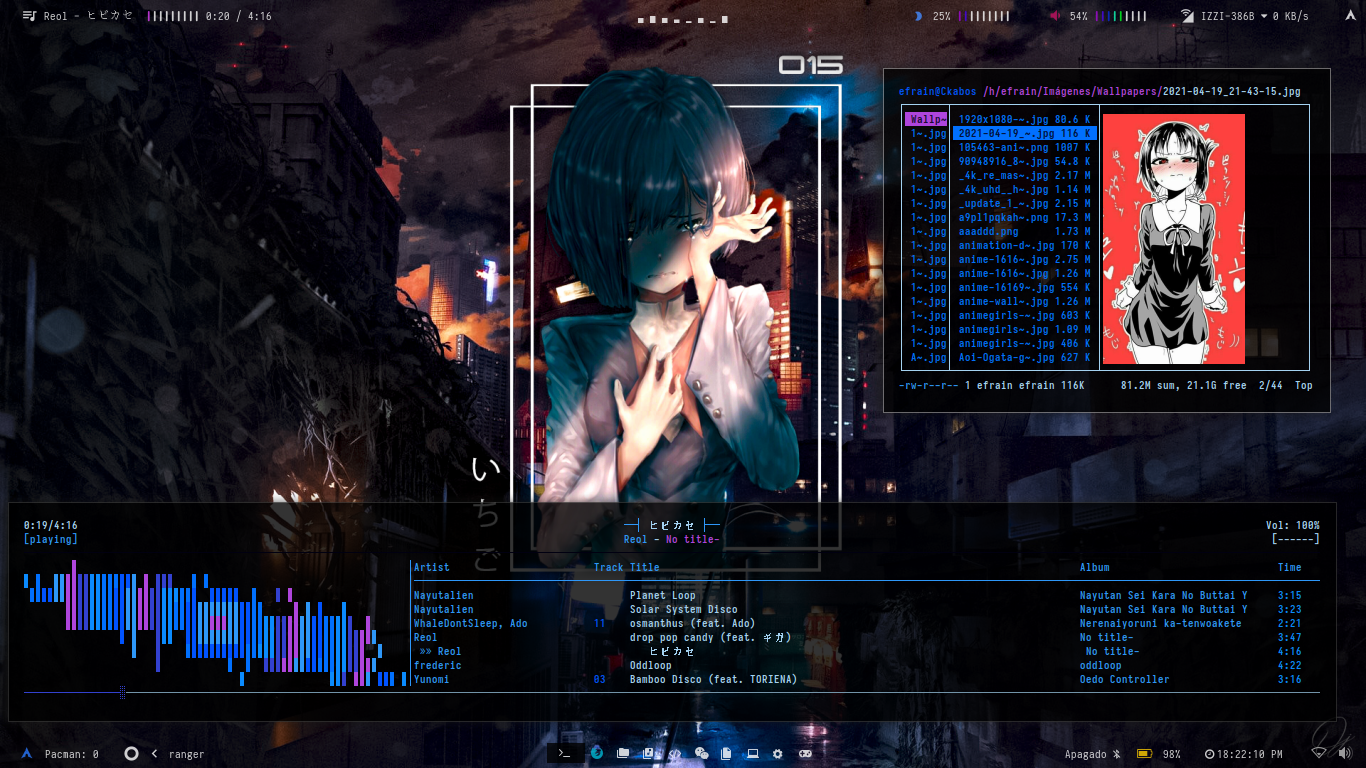 Reol - ヒビカセ 0:20 / 4:16
25% 54% IZZI-386B 0 KB/s
015
efrain@Ckabos /h/efrain/Imágenes/Wallpapers/2021-04-19_21-43-15.jpg
Wallp~ 1920x1080-~.jpg 80.6 K
1~.jpg 2021-04-19_~.jpg 116 K
1~.jpg 105463-ani~.png 1007 K
1~.jpg 90948916_8~.jpg 54.8 K
1~.jpg _4k_re_mas~.jpg 2.17 M
1~.jpg _4k_uhd__h~.jpg 1.14 M
1~.jpg _update_1_~.jpg 2.15 M
1~.jpg a9pl1pqkah~.png 17.3 M
1~.jpg aaaddd.png 1.73 M
1~.jpg animation-d~.jpg 170 K
1~.jpg anime-1616~.jpg 2.75 M
1~.jpg anime-1616~.jpg 1.26 M
1~.jpg anime-16169~.jpg 554 K
1~.jpg anime-wall~.jpg 1.26 M
1~.jpg animegirls~.jpg 603 K
1~.jpg animegirls~.jpg 1.09 M
1~.jpg animegirls~.jpg 406 K
A~.jpg Aoi-Ogata-g~.jpg 627 K
-rw-r--r-- 1 efrain efrain 116K 81.2M sum, 21.1G free 2/44 Top
いちご
0:19/4:16 ヒビカセ Vol: 100%
[playing] Reol - No title- [------]
Artist Track Title Album Time
Nayutalien Planet Loop Nayutan Sei Kara No Buttai Y 3:15
Nayutalien Solar System Disco Nayutan Sei Kara No Buttai Y 3:23
WhaleDontSleep, Ado 11 osmanthus (feat. Ado) Nerenaiyoruni ka-tenwoakete 2:21
Reol drop pop candy (feat. ギガ) No title- 3:47
»» Reol ヒビカセ No title- 4:16
frederic Oddloop oddloop 4:22
Yunomi 03 Bamboo Disco (feat. TORIENA) Oedo Controller 3:16
Pacman: 0 ranger Apagado 98% 18:22:10 PM